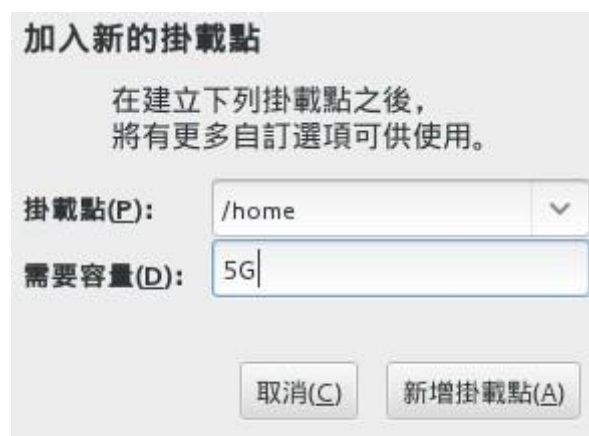 加入新的掛載點
在建立下列掛載點之後，
將有更多自訂選項可供使用。
掛載點(P): /home
需要容量(D): 5G
取消(C) 新增掛載點(A)